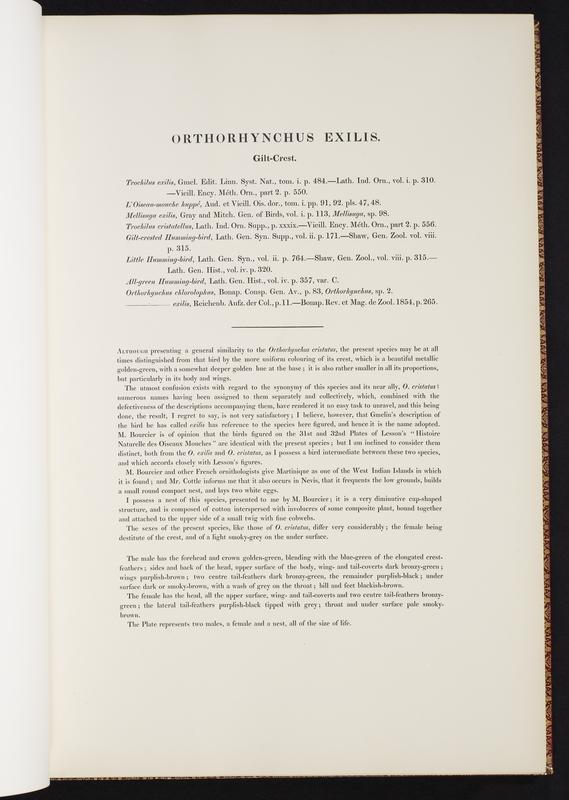 ORTHORHYNCHUS EXILIS.
Gilt-Crest.
Trochilus exilis, Gmel. Edit. Linn. Syst. Nat., tom. i. p. 484.—Lath. Ind. Orn., vol. i. p. 310.
—Vieill. Ency. Méth. Orn., part 2. p. 550.
L'Oiseau-mouche huppé, Aud. et Vieill. Ois. dor., tom. i. pp. 91, 92. pls. 47, 48.
Mellisuga exilis, Gray and Mitch. Gen. of Birds, vol. i. p. 113, Mellisuga, sp. 98.
Trochilus cristatellus, Lath. Ind. Orn. Supp., p. xxxix.—Vieill. Ency. Méth. Orn., part 2. p. 556.
Gilt-crested Humming-bird, Lath. Gen. Syn. Supp., vol. ii. p. 171.—Shaw, Gen. Zool. vol. viii.
p. 315.
Little Humming-bird, Lath. Gen. Syn., vol. ii. p. 764.—Shaw, Gen. Zool., vol. viii. p. 315.—
Lath. Gen. Hist., vol. iv. p. 320.
All-green Humming-bird, Lath. Gen. Hist., vol. iv. p. 357, var. C.
Orthorhynchus chlorolophus, Bonap. Consp. Gen. Av., p. 83, Orthorhynchus, sp. 2.
——— exilis, Reichenb. Aufz. der Col., p. 11.—Bonap. Rev. et Mag. de Zool. 1854, p. 265.
Although presenting a general similarity to the Orthorhynchus cristatus, the present species may be at all
times distinguished from that bird by the more uniform colouring of its crest, which is a beautiful metallic
golden-green, with a somewhat deeper golden hue at the base; it is also rather smaller in all its proportions,
but particularly in its body and wings.
The utmost confusion exists with regard to the synonymy of this species and its near ally, O. cristatus:
numerous names having been assigned to them separately and collectively, which, combined with the
defectiveness of the descriptions accompanying them, have rendered it no easy task to unravel, and this being
done, the result, I regret to say, is not very satisfactory; I believe, however, that Gmelin's description of
the bird he has called exilis has reference to the species here figured, and hence it is the name adopted.
M. Bourcier is of opinion that the birds figured on the 31st and 32nd Plates of Lesson's "Histoire
Naturelle des Oiseaux Mouches" are identical with the present species; but I am inclined to consider them
distinct, both from the O. exilis and O. cristatus, as I possess a bird intermediate between these two species,
and which accords closely with Lesson's figures.
M. Bourcier and other French ornithologists give Martinique as one of the West Indian Islands in which
it is found; and Mr. Cottle informs me that it also occurs in Nevis, that it frequents the low grounds, builds
a small round compact nest, and lays two white eggs.
I possess a nest of this species, presented to me by M. Bourcier; it is a very diminutive cup-shaped
structure, and is composed of cotton interspersed with involucres of some composite plant, bound together
and attached to the upper side of a small twig with fine cobwebs.
The sexes of the present species, like those of O. cristatus, differ very considerably; the female being
destitute of the crest, and of a light smoky-grey on the under surface.
The male has the forehead and crown golden-green, blending with the blue-green of the elongated crest-
feathers; sides and back of the head, upper surface of the body, wing- and tail-coverts dark bronzy-green;
wings purplish-brown; two centre tail-feathers dark bronzy-green, the remainder purplish-black; under
surface dark or smoky-brown, with a wash of grey on the throat; bill and feet blackish-brown.
The female has the head, all the upper surface, wing- and tail-coverts and two centre tail-feathers bronzy-
green; the lateral tail-feathers purplish-black tipped with grey; throat and under surface pale smoky-
brown.
The Plate represents two males, a female and a nest, all of the size of life.